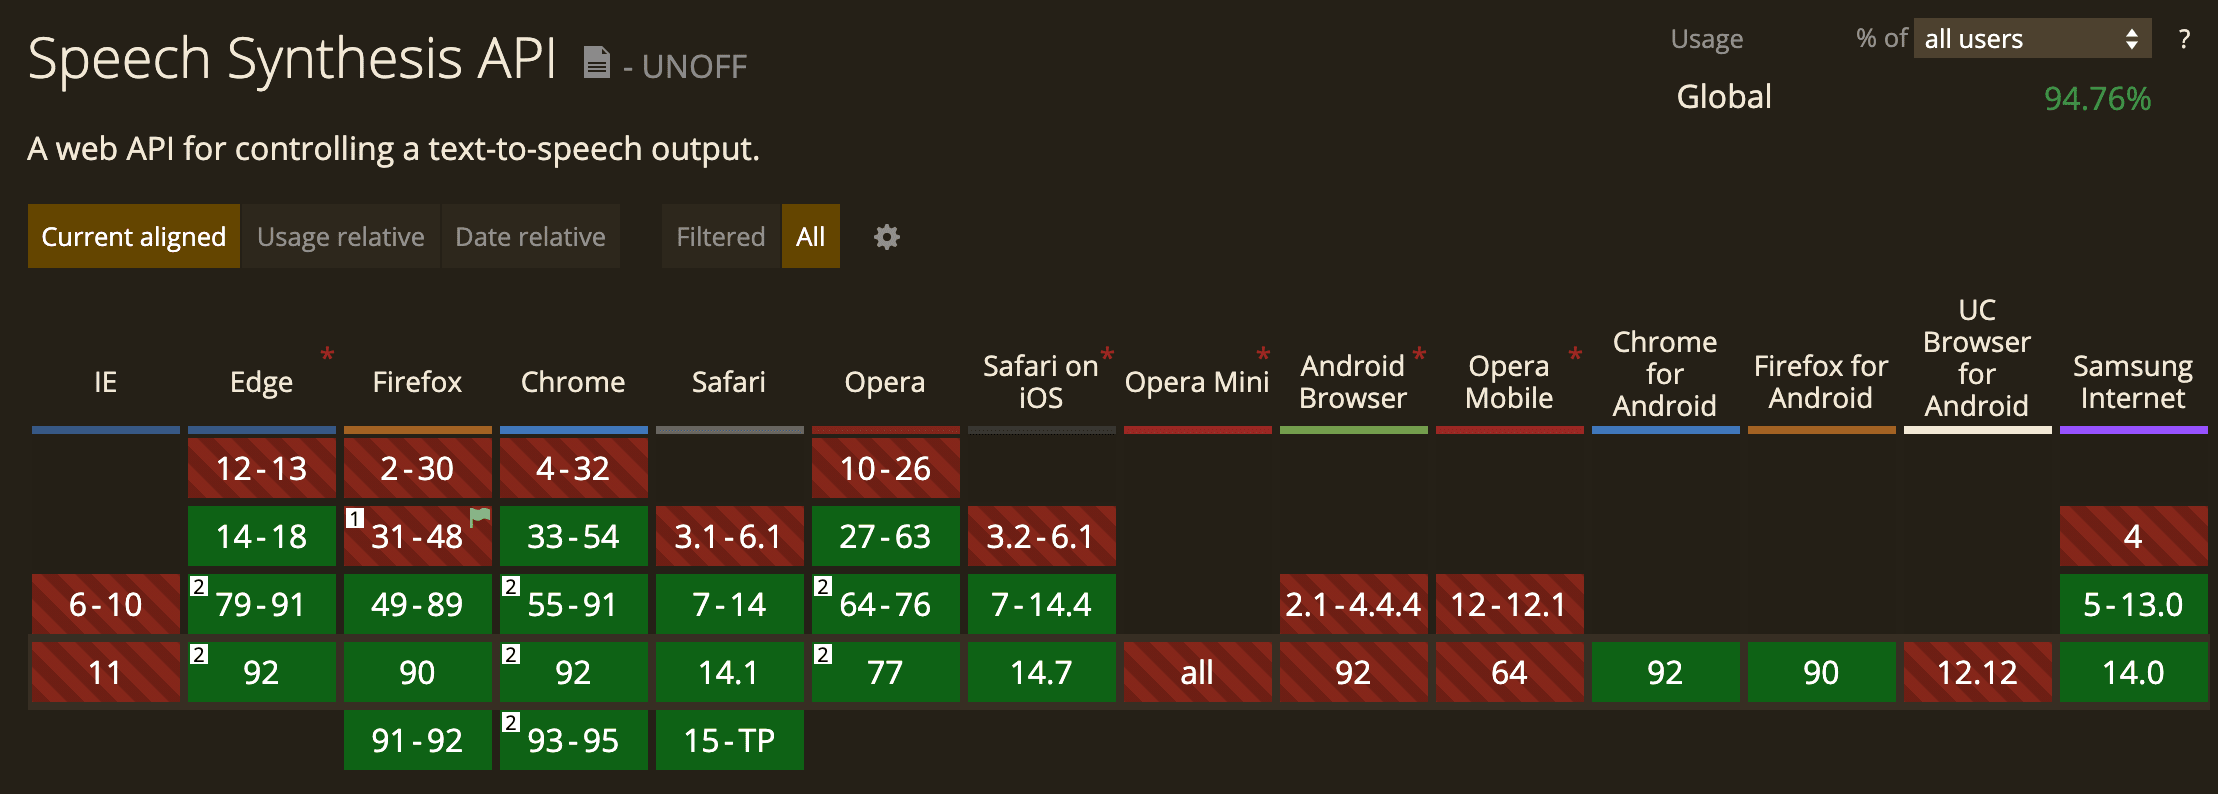 Speech Synthesis API - UNOFF
Usage % of all users ?
Global 94.76%
A web API for controlling a text-to-speech output.
Current aligned Usage relative Date relative Filtered All
IE Edge * Firefox Chrome Safari Opera Safari on iOS * Opera Mini * Android Browser * Opera Mobile * Chrome for Android Firefox for Android UC Browser for Android Samsung Internet
12-13 2-30 4-32 10-26
14-18 1 31-48 33-54 3.1-6.1 27-63 3.2-6.1 4
6-10 2 79-91 49-89 2 55-91 7-14 2 64-76 7-14.4 2.1-4.4.4 12-12.1 5-13.0
11 2 92 90 2 92 14.1 2 77 14.7 all 92 64 92 90 12.12 14.0
91-92 2 93-95 15-TP